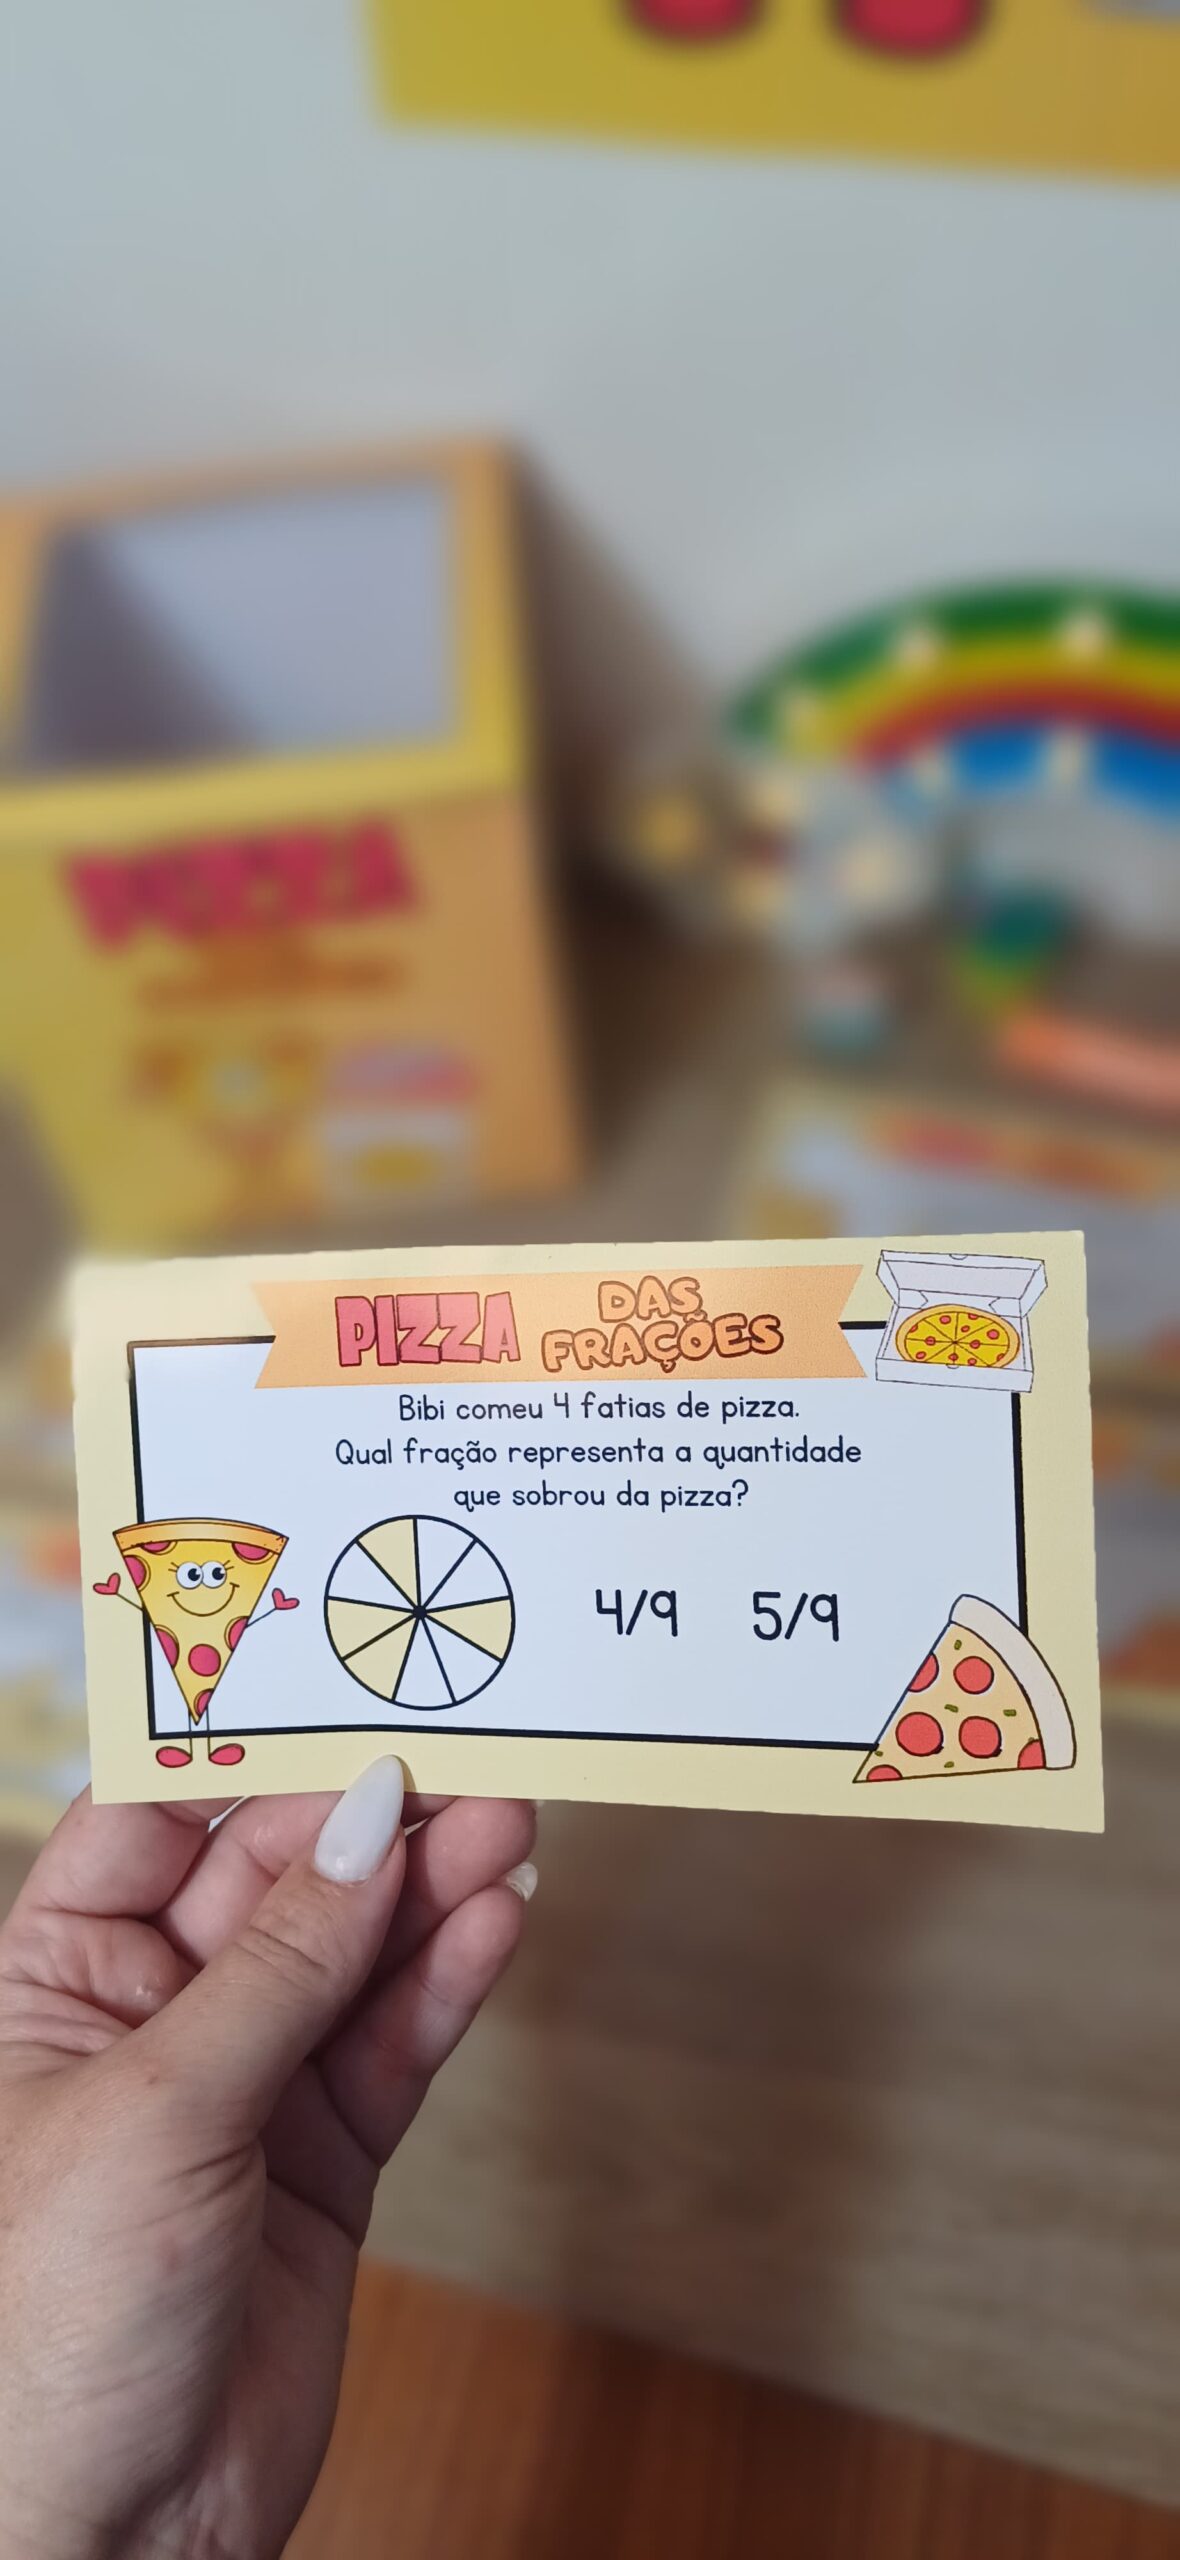 PIZZA
PIZZA DAS FRAÇÕES
Bibi comeu 4 fatias de pizza.
Qual fração representa a quantidade
que sobrou da pizza?
4/9 5/9